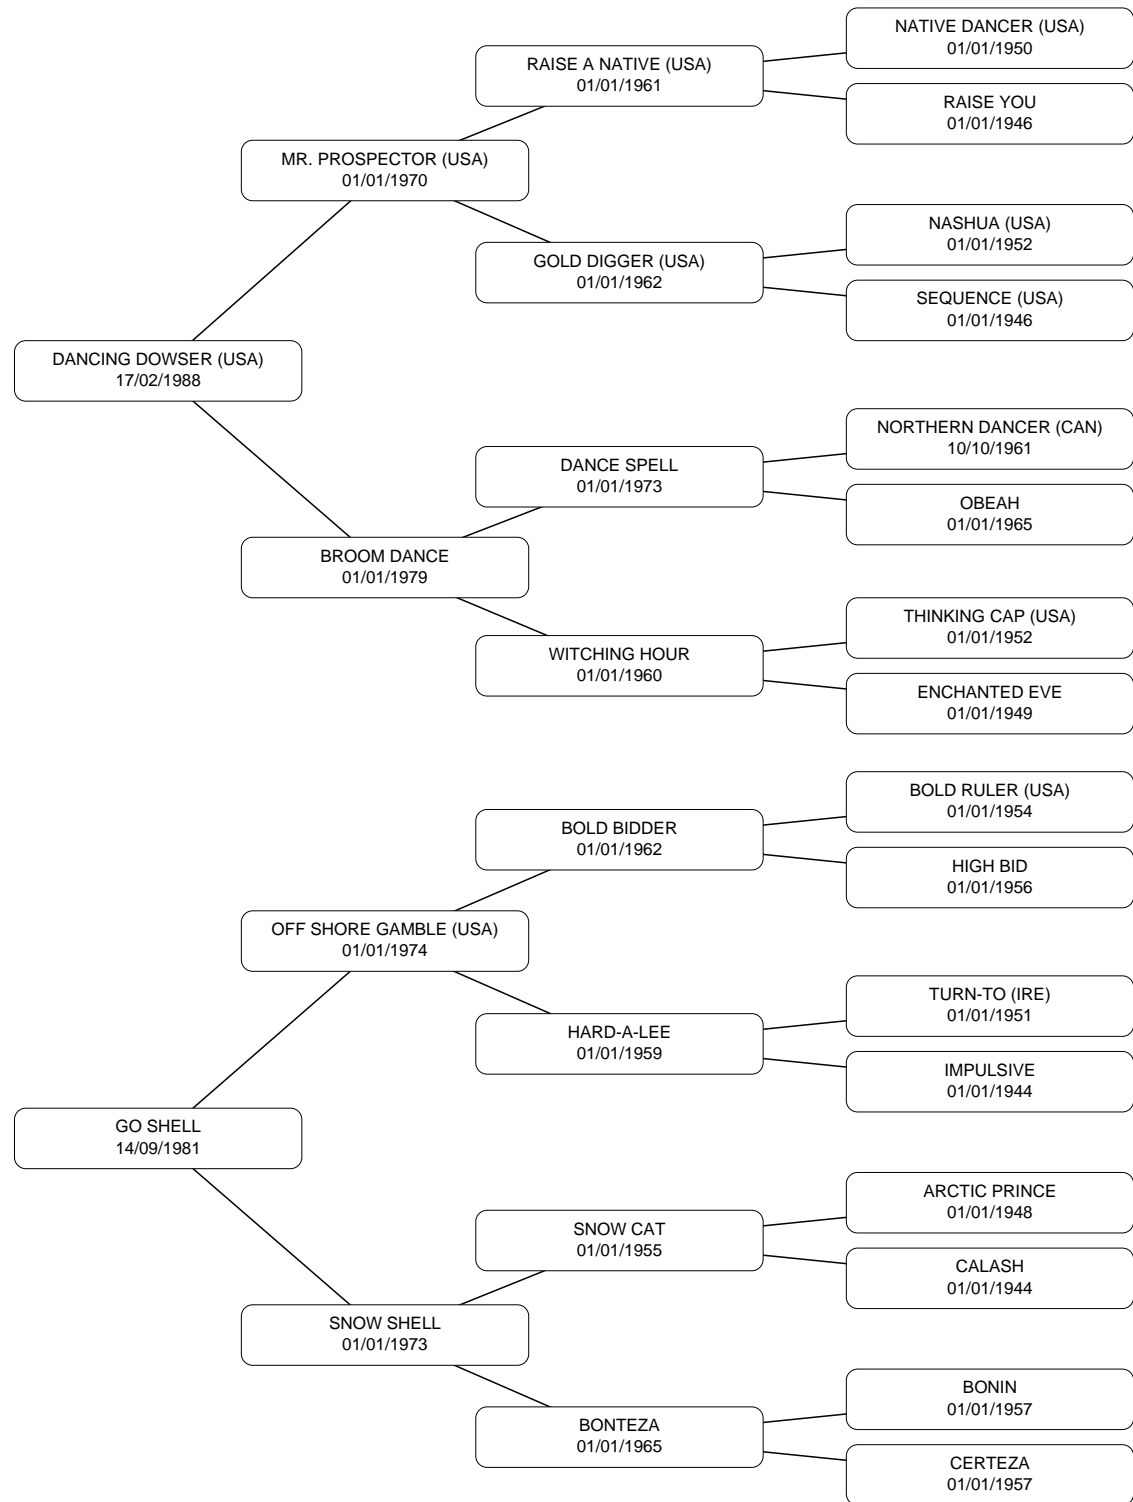 NATIVE DANCER (USA)
01/01/1950
RAISE A NATIVE (USA)
01/01/1961
RAISE YOU
01/01/1946
MR. PROSPECTOR (USA)
01/01/1970
NASHUA (USA)
01/01/1952
GOLD DIGGER (USA)
01/01/1962
SEQUENCE (USA)
01/01/1946
DANCING DOWSER (USA)
17/02/1988
NORTHERN DANCER (CAN)
10/10/1961
DANCE SPELL
01/01/1973
OBEAH
01/01/1965
BROOM DANCE
01/01/1979
THINKING CAP (USA)
01/01/1952
WITCHING HOUR
01/01/1960
ENCHANTED EVE
01/01/1949
BOLD RULER (USA)
01/01/1954
BOLD BIDDER
01/01/1962
HIGH BID
01/01/1956
OFF SHORE GAMBLE (USA)
01/01/1974
TURN-TO (IRE)
01/01/1951
HARD-A-LEE
01/01/1959
IMPULSIVE
01/01/1944
GO SHELL
14/09/1981
ARCTIC PRINCE
01/01/1948
SNOW CAT
01/01/1955
CALASH
01/01/1944
SNOW SHELL
01/01/1973
BONIN
01/01/1957
BONTEZA
01/01/1965
CERTEZA
01/01/1957